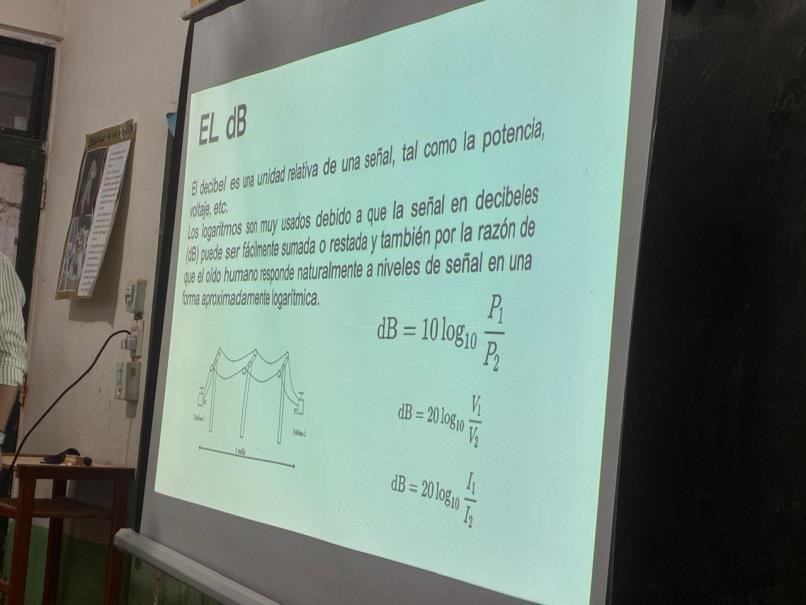 EL dB
El decibel es una unidad relativa de una señal, tal como la potencia,
voltaje, etc.
Los logaritmos son muy usados debido a que la señal en decibeles
(dB) puede ser fácilmente sumada o restada y también por la razón de
que el oído humano responde naturalmente a niveles de señal en una
forma aproximadamente logarítmica.
dB = 10 log₁₀ P₁/P₂
dB = 20 log₁₀ V₁/V₂
dB = 20 log₁₀ I₁/I₂
1 milla